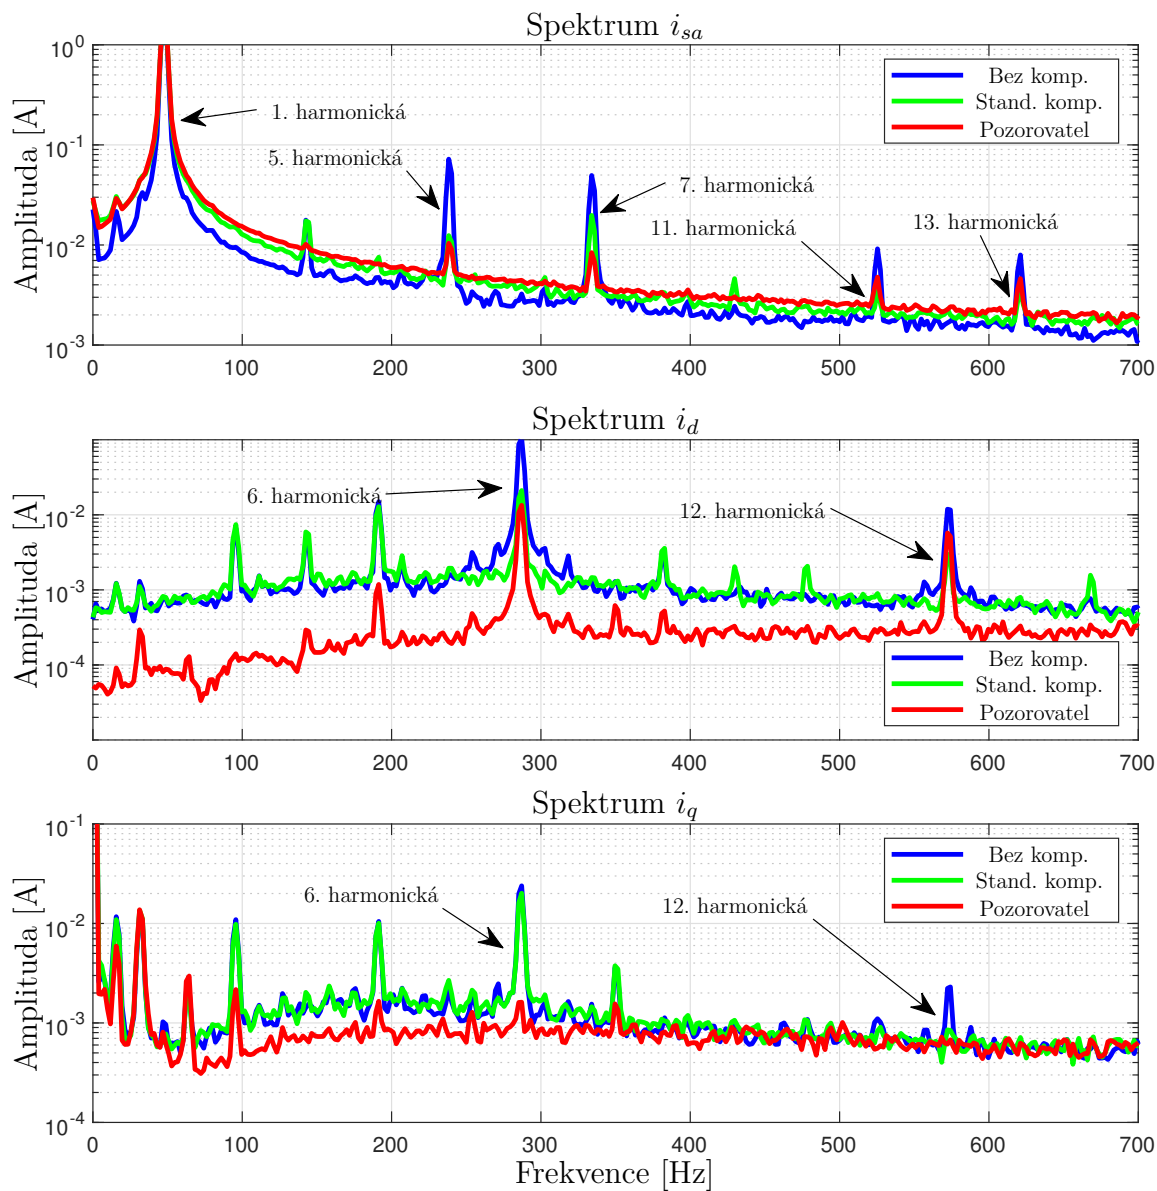 Spektrum i_sa
Amplituda [A]
10^0
10^-1
10^-2
10^-3
1. harmonická
5. harmonická
7. harmonická
11. harmonická
13. harmonická
Bez komp.
Stand. komp.
Pozorovatel
0 100 200 300 400 500 600 700
Spektrum i_d
Amplituda [A]
10^-2
10^-3
10^-4
6. harmonická
12. harmonická
Bez komp.
Stand. komp.
Pozorovatel
0 100 200 300 400 500 600 700
Spektrum i_q
Amplituda [A]
10^-1
10^-2
10^-3
10^-4
6. harmonická
12. harmonická
Bez komp.
Stand. komp.
Pozorovatel
0 100 200 300 400 500 600 700
Frekvence [Hz]